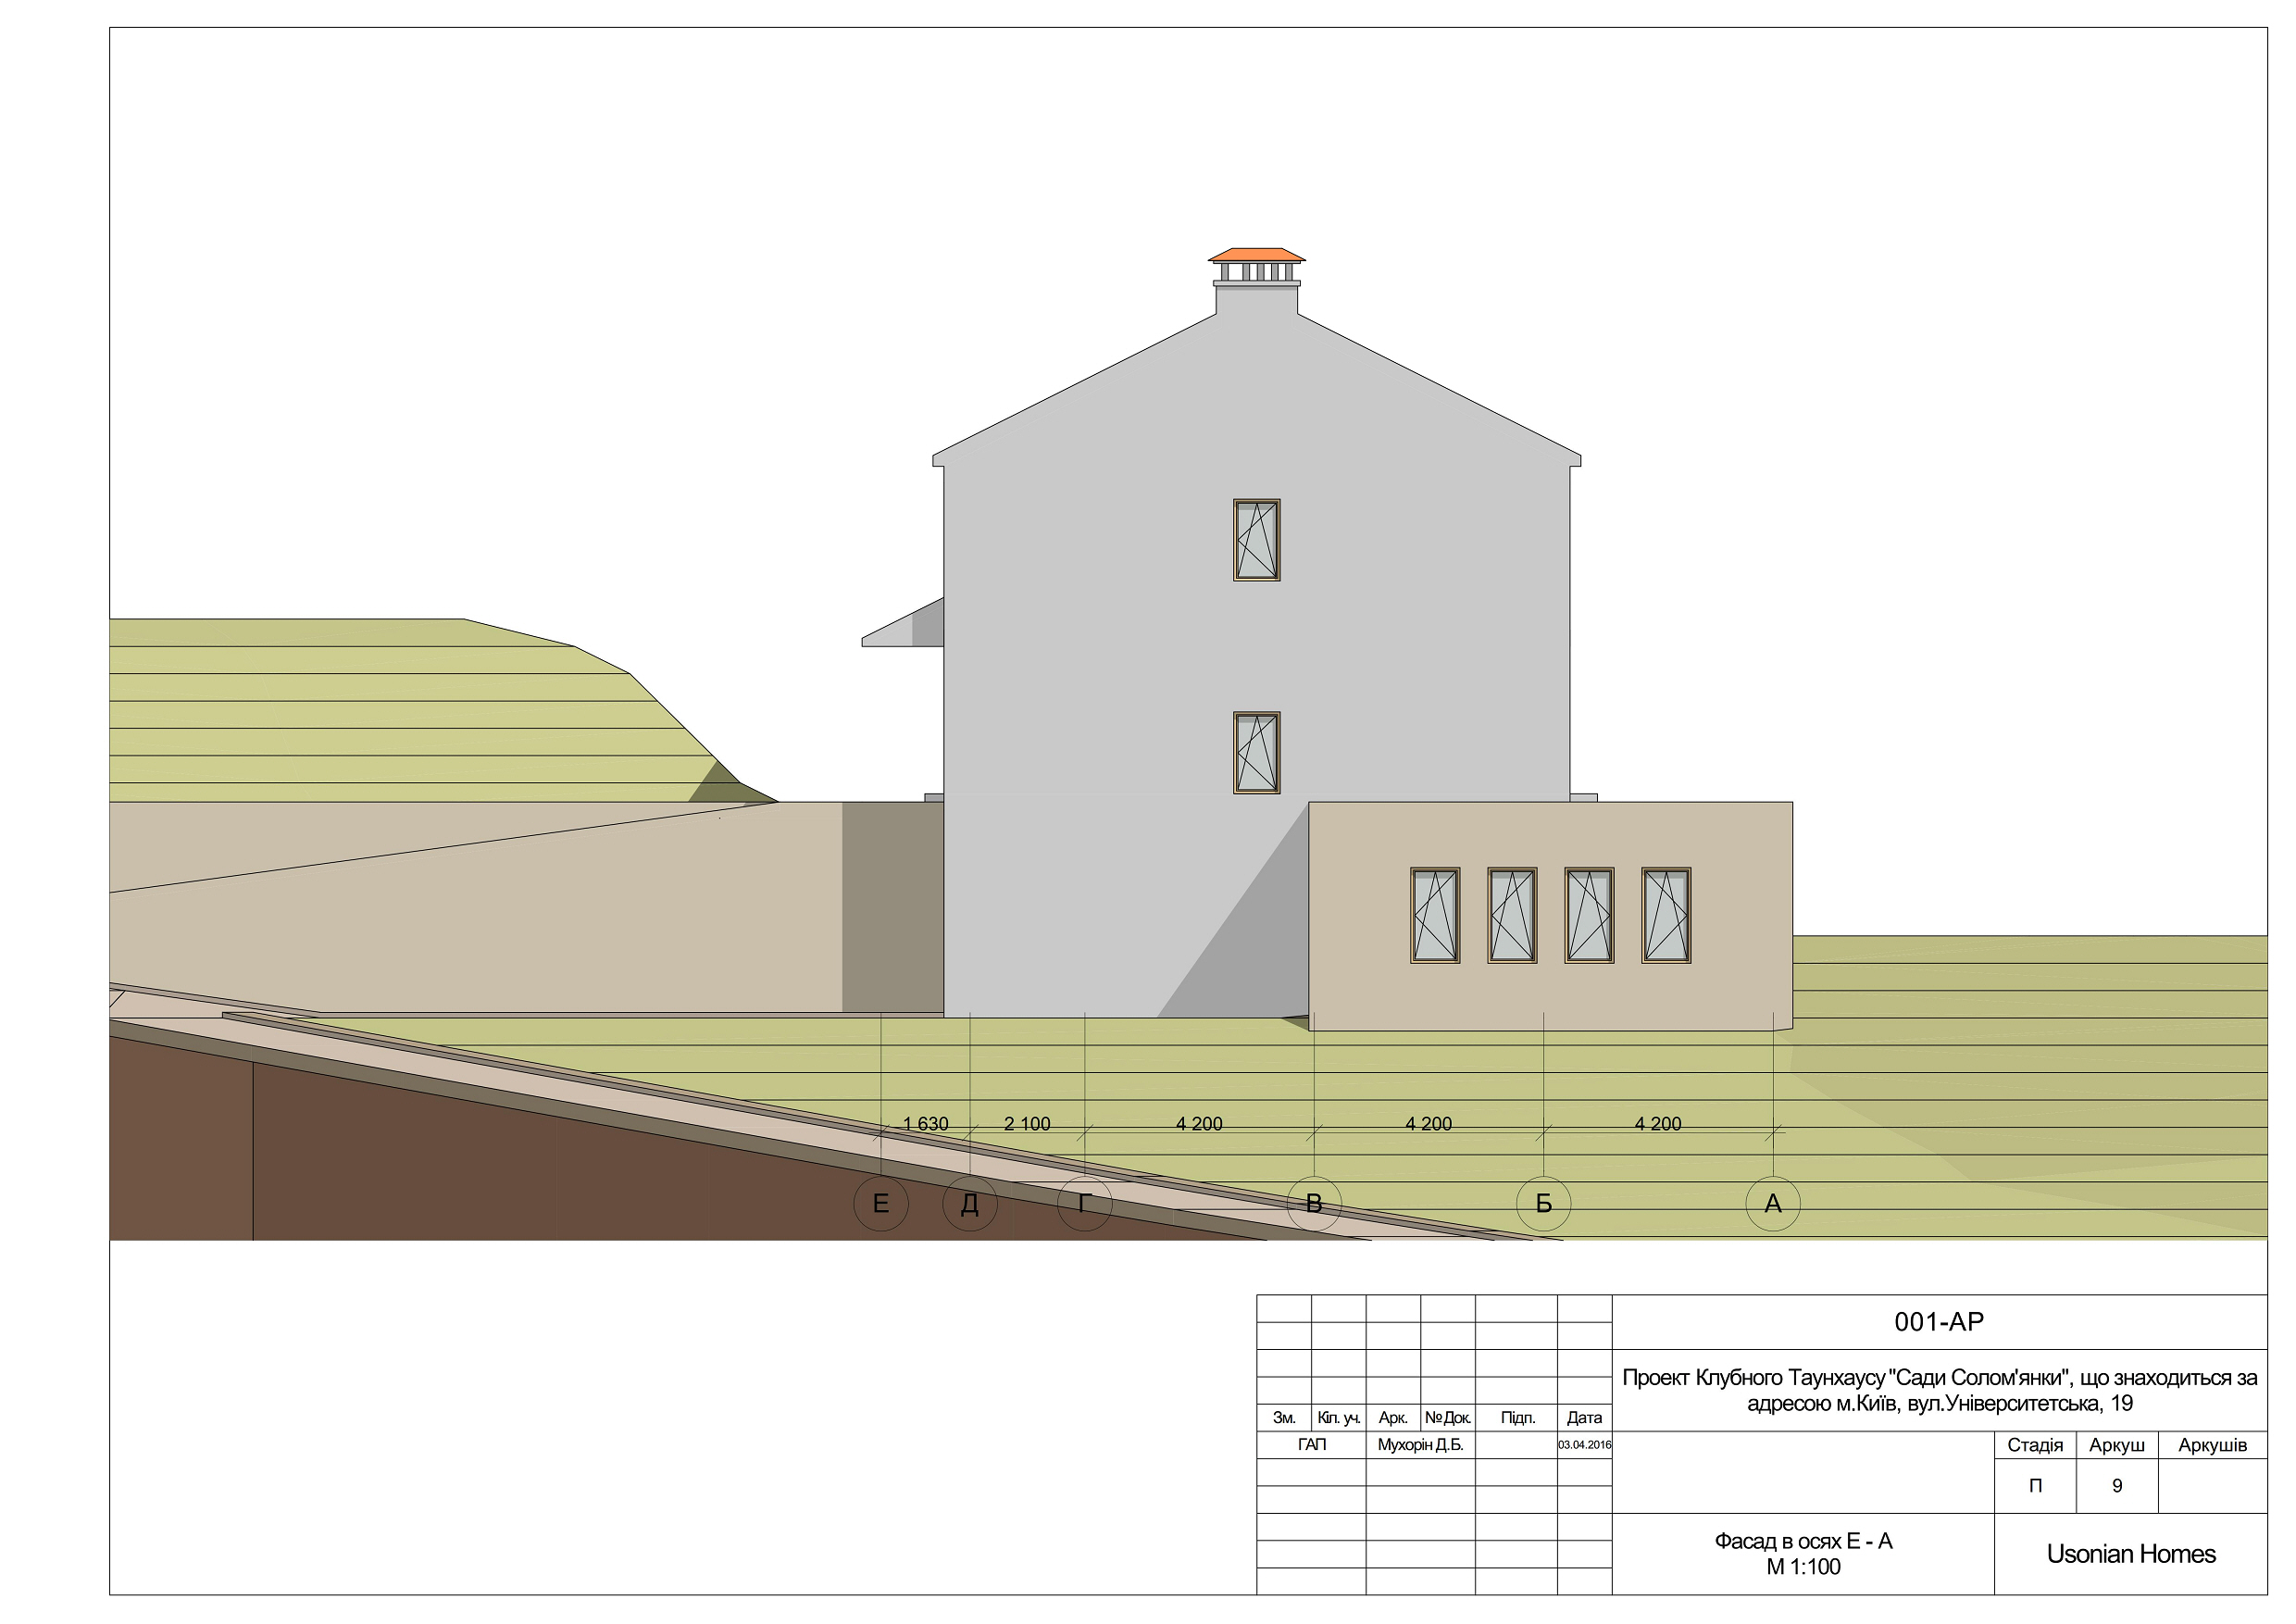 1 630 2 100 4 200 4 200 4 200
Е Д Г В Б А
001-АР
Проект Клубного Таунхаусу "Сади Солом'янки", що знаходиться за
адресою м.Київ, вул.Університетська, 19
Зм. Кіл. уч. Арк. №Док. Підп. Дата
ГАП Мухорін Д.Б. 03.04.2016
Стадія Аркуш Аркушів
П 9
Фасад в осях Е - А
М 1:100
Usonian Homes